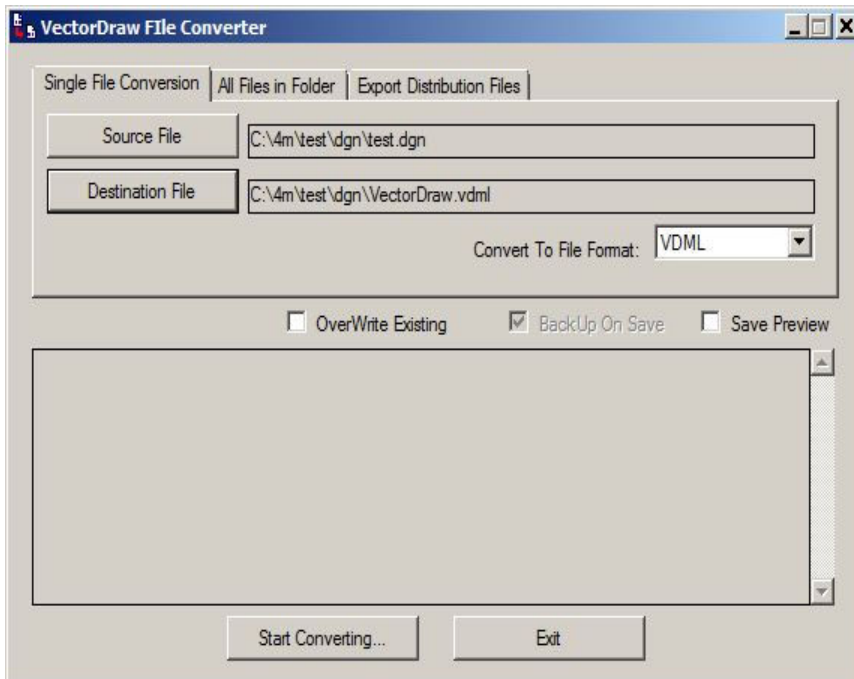 VectorDraw FIle Converter
Single File Conversion All Files in Folder Export Distribution Files
Source File C:\4m\test\dgn\test.dgn
Destination File C:\4m\test\dgn\VectorDraw.vdml
Convert To File Format: VDML
OverWrite Existing BackUp On Save Save Preview
Start Converting... Exit